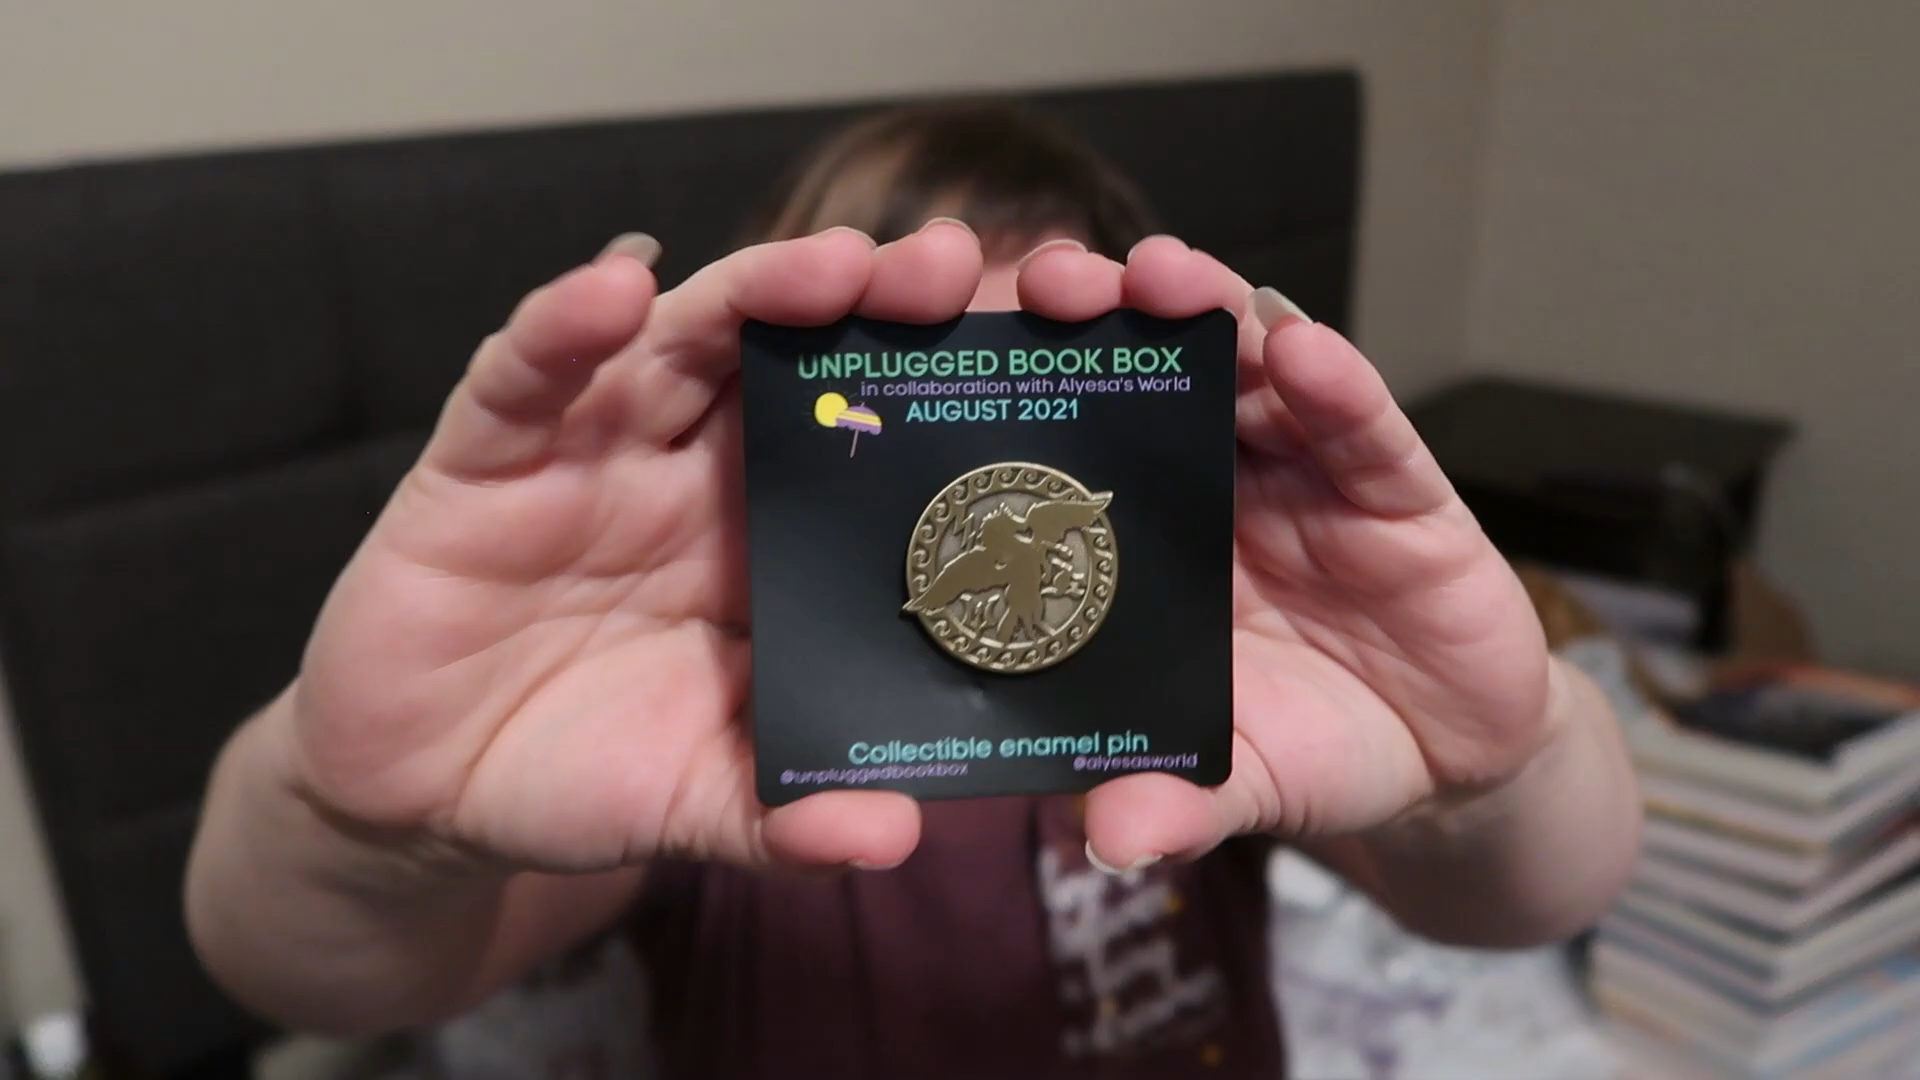 UNPLUGGED BOOK BOX
in collaboration with Alyesa's World
AUGUST 2021
Collectible enamel pin
@unpluggedbookbox
@alyesasworld